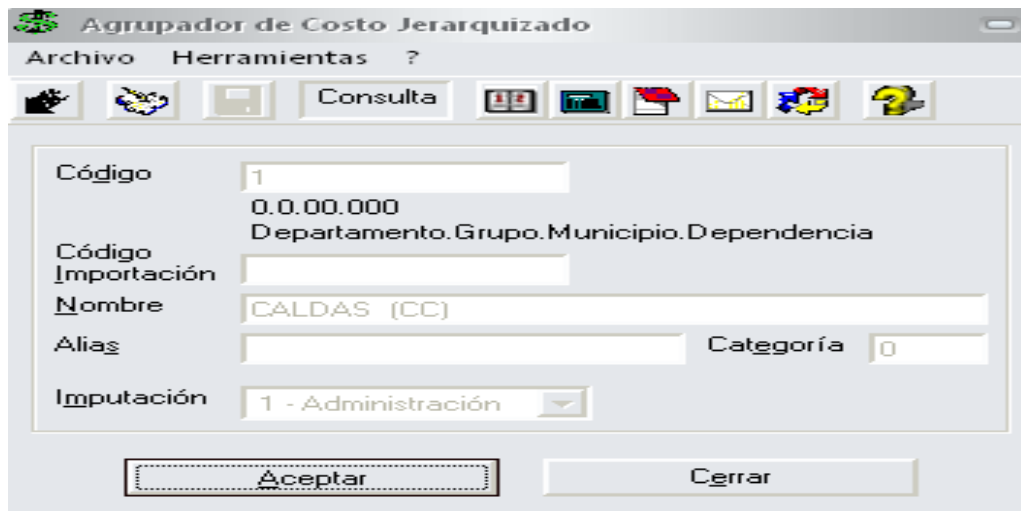 Agrupador de Costo Jerarquizado
Archivo Herramientas ?
Consulta
Código 1
0.0.00.000
Departamento.Grupo.Municipio.Dependencia
Código
Importación
Nombre CALDAS (CC)
Alias Categoría 0
Imputación 1 - Administración
Aceptar Cerrar